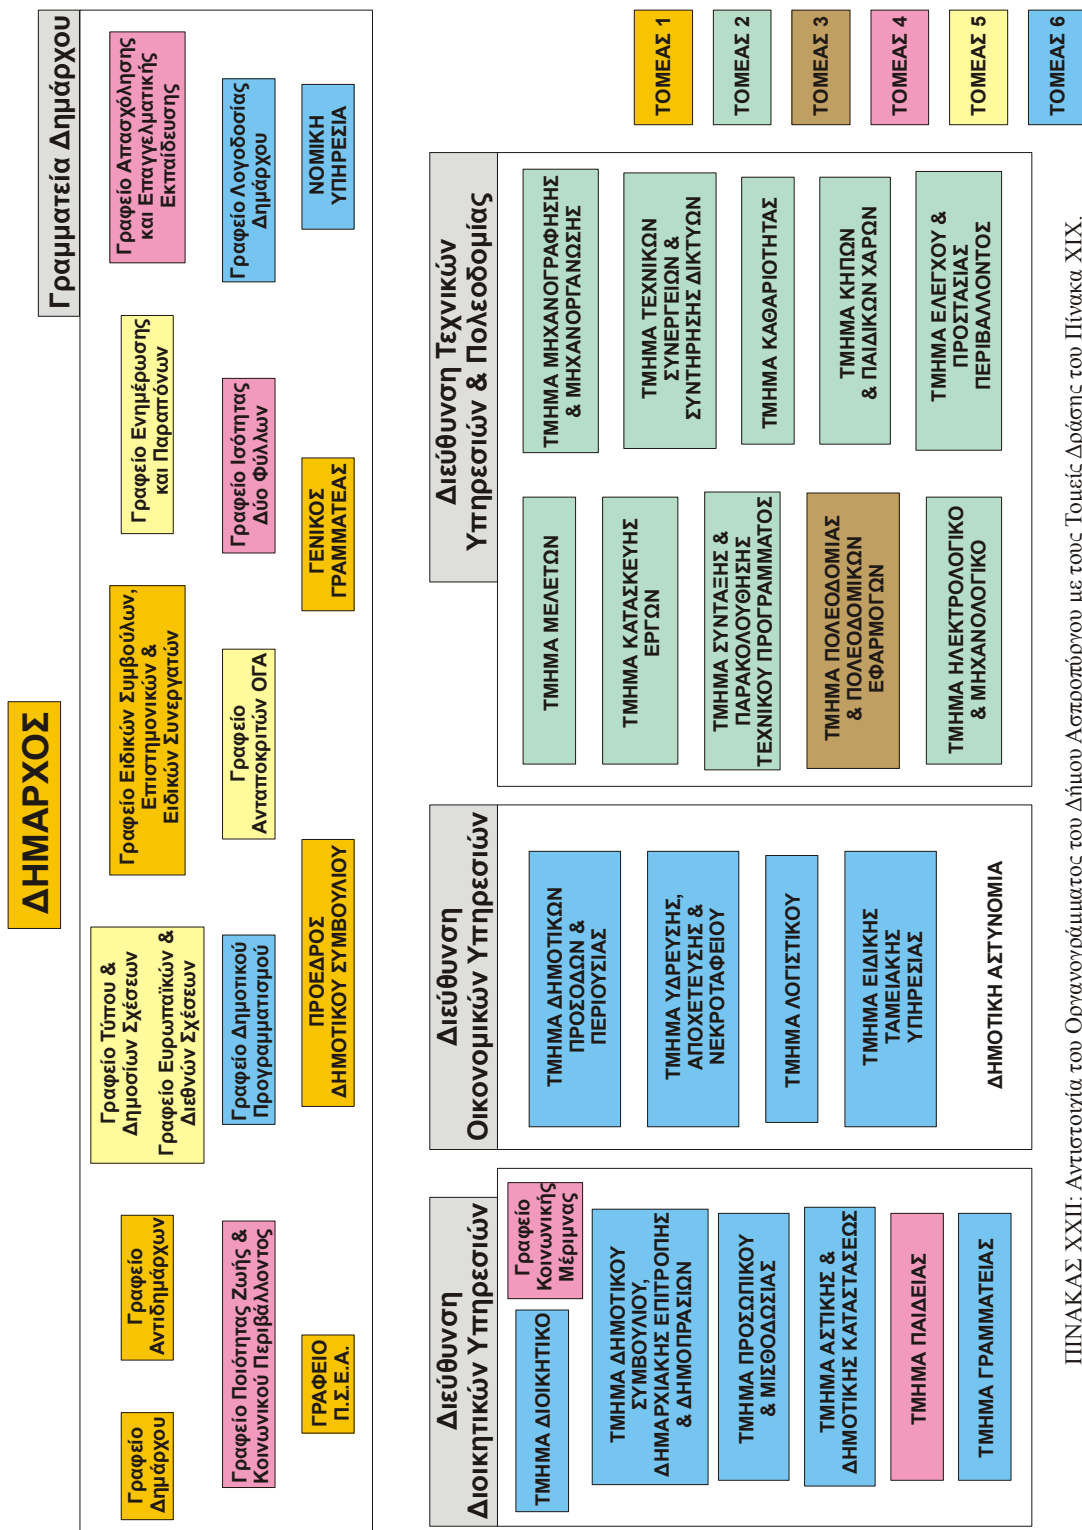 ΔΗΜΑΡΧΟΣ
Γραμματεία Δημάρχου
Γραφείο
Δημάρχου
Γραφείο
Αντιδημάρχων
Γραφείο Τύπου &
Δημοσίων Σχέσεων
Γραφείο Ευρωπαϊκών &
Διεθνών Σχέσεων
Γραφείο Ειδικών Συμβούλων,
Επιστημονικών &
Ειδικών Συνεργατών
Γραφείο Ενημέρωσης
και Παραπόνων
Γραφείο Απασχόλησης
και Επαγγελματικής
Εκπαίδευσης
Γραφείο Ποιότητας Ζωής &
Κοινωνικού Περιβάλλοντος
Γραφείο Δημοτικού
Προγραμματισμού
Γραφείο
Ανταποκριτών ΟΓΑ
Γραφείο Ισότητας
Δύο Φύλλων
Γραφείο Λογοδοσίας
Δημάρχου
ΓΡΑΦΕΙΟ
Π.Σ.Ε.Α.
ΠΡΟΕΔΡΟΣ
ΔΗΜΟΤΙΚΟΥ ΣΥΜΒΟΥΛΙΟΥ
ΓΕΝΙΚΟΣ
ΓΡΑΜΜΑΤΕΑΣ
ΝΟΜΙΚΗ
ΥΠΗΡΕΣΙΑ
Διεύθυνση
Διοικητικών Υπηρεσιών
ΤΜΗΜΑ ΔΙΟΙΚΗΤΙΚΟ
Γραφείο
Κοινωνικής
Μέριμνας
ΤΜΗΜΑ ΔΗΜΟΤΙΚΟΥ
ΣΥΜΒΟΥΛΙΟΥ,
ΔΗΜΑΡΧΙΑΚΗΣ ΕΠΙΤΡΟΠΗΣ
& ΔΗΜΟΠΡΑΣΙΩΝ
ΤΜΗΜΑ ΠΡΟΣΩΠΙΚΟΥ
& ΜΙΣΘΟΔΩΣΙΑΣ
ΤΜΗΜΑ ΑΣΤΙΚΗΣ &
ΔΗΜΟΤΙΚΗΣ ΚΑΤΑΣΤΑΣΕΩΣ
ΤΜΗΜΑ ΠΑΙΔΕΙΑΣ
ΤΜΗΜΑ ΓΡΑΜΜΑΤΕΙΑΣ
Διεύθυνση
Οικονομικών Υπηρεσιών
ΤΜΗΜΑ ΔΗΜΟΤΙΚΩΝ
ΠΡΟΣΟΔΩΝ &
ΠΕΡΙΟΥΣΙΑΣ
ΤΜΗΜΑ ΥΔΡΕΥΣΗΣ,
ΑΠΟΧΕΤΕΥΣΗΣ &
ΝΕΚΡΟΤΑΦΕΙΟΥ
ΤΜΗΜΑ ΛΟΓΙΣΤΙΚΟΥ
ΤΜΗΜΑ ΕΙΔΙΚΗΣ
ΤΑΜΕΙΑΚΗΣ
ΥΠΗΡΕΣΙΑΣ
ΔΗΜΟΤΙΚΗ ΑΣΤΥΝΟΜΙΑ
Διεύθυνση Τεχνικών
Υπηρεσιών & Πολεοδομίας
ΤΜΗΜΑ ΜΕΛΕΤΩΝ
ΤΜΗΜΑ ΚΑΤΑΣΚΕΥΗΣ
ΕΡΓΩΝ
ΤΜΗΜΑ ΣΥΝΤΑΞΗΣ &
ΠΑΡΑΚΟΛΟΥΘΗΣΗΣ
ΤΕΧΝΙΚΟΥ ΠΡΟΓΡΑΜΜΑΤΟΣ
ΤΜΗΜΑ ΠΟΛΕΟΔΟΜΙΑΣ
& ΠΟΛΕΟΔΟΜΙΚΩΝ
ΕΦΑΡΜΟΓΩΝ
ΤΜΗΜΑ ΗΛΕΚΤΡΟΛΟΓΙΚΟ
& ΜΗΧΑΝΟΛΟΓΙΚΟ
ΤΜΗΜΑ ΜΗΧΑΝΟΓΡΑΦΗΣΗΣ
& ΜΗΧΑΝΟΡΓΑΝΩΣΗΣ
ΤΜΗΜΑ ΤΕΧΝΙΚΩΝ
ΣΥΝΕΡΓΕΙΩΝ &
ΣΥΝΤΗΡΗΣΗΣ ΔΙΚΤΥΩΝ
ΤΜΗΜΑ ΚΑΘΑΡΙΟΤΗΤΑΣ
ΤΜΗΜΑ ΚΗΠΩΝ
& ΠΑΙΔΙΚΩΝ ΧΑΡΩΝ
ΤΜΗΜΑ ΕΛΕΓΧΟΥ &
ΠΡΟΣΤΑΣΙΑΣ
ΠΕΡΙΒΑΛΛΟΝΤΟΣ
ΤΟΜΕΑΣ 1
ΤΟΜΕΑΣ 2
ΤΟΜΕΑΣ 3
ΤΟΜΕΑΣ 4
ΤΟΜΕΑΣ 5
ΤΟΜΕΑΣ 6
ΠΙΝΑΚΑΣ XXII: Αντιστοιχία του Οργανογράμματος του Δήμου Ασπροπύργου με τους Τομείς Δράσης του Πίνακα XIX.